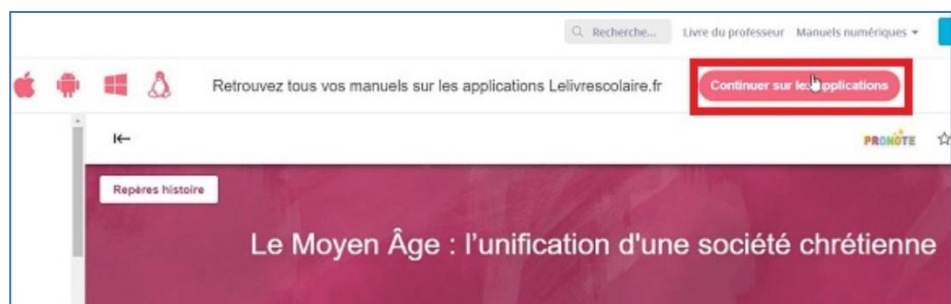 Recherche... Livre du professeur Manuels numériques
Retrouvez tous vos manuels sur les applications Lelivrescolaire.fr Continuer sur les applications
PRONOTE
Repères histoire
Le Moyen Âge : l'unification d'une société chrétienne